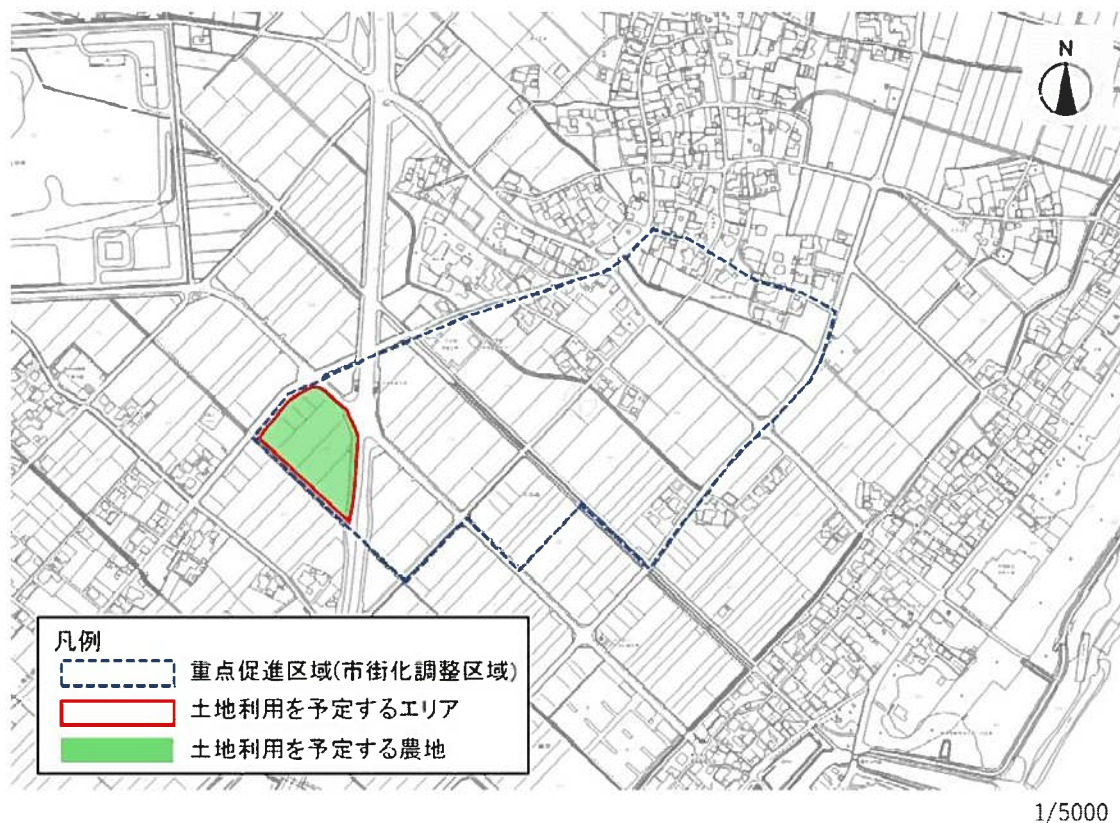 N
凡例
重点促進区域(市街化調整区域)
土地利用を予定するエリア
土地利用を予定する農地
1/5000